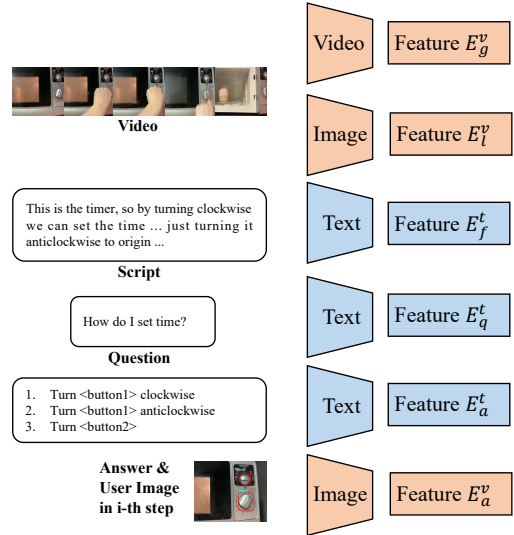 Video
Feature $E_g^v$
Video
Image
Feature $E_l^v$
This is the timer, so by turning clockwise
we can set the time ... just turning it
anticlockwise to origin ...
Script
Text
Feature $E_f^t$
How do I set time?
Question
Text
Feature $E_q^t$
1. Turn <button1> clockwise
2. Turn <button1> anticlockwise
3. Turn <button2>
Text
Feature $E_a^t$
Answer &
User Image
in i-th step
Image
Feature $E_a^v$